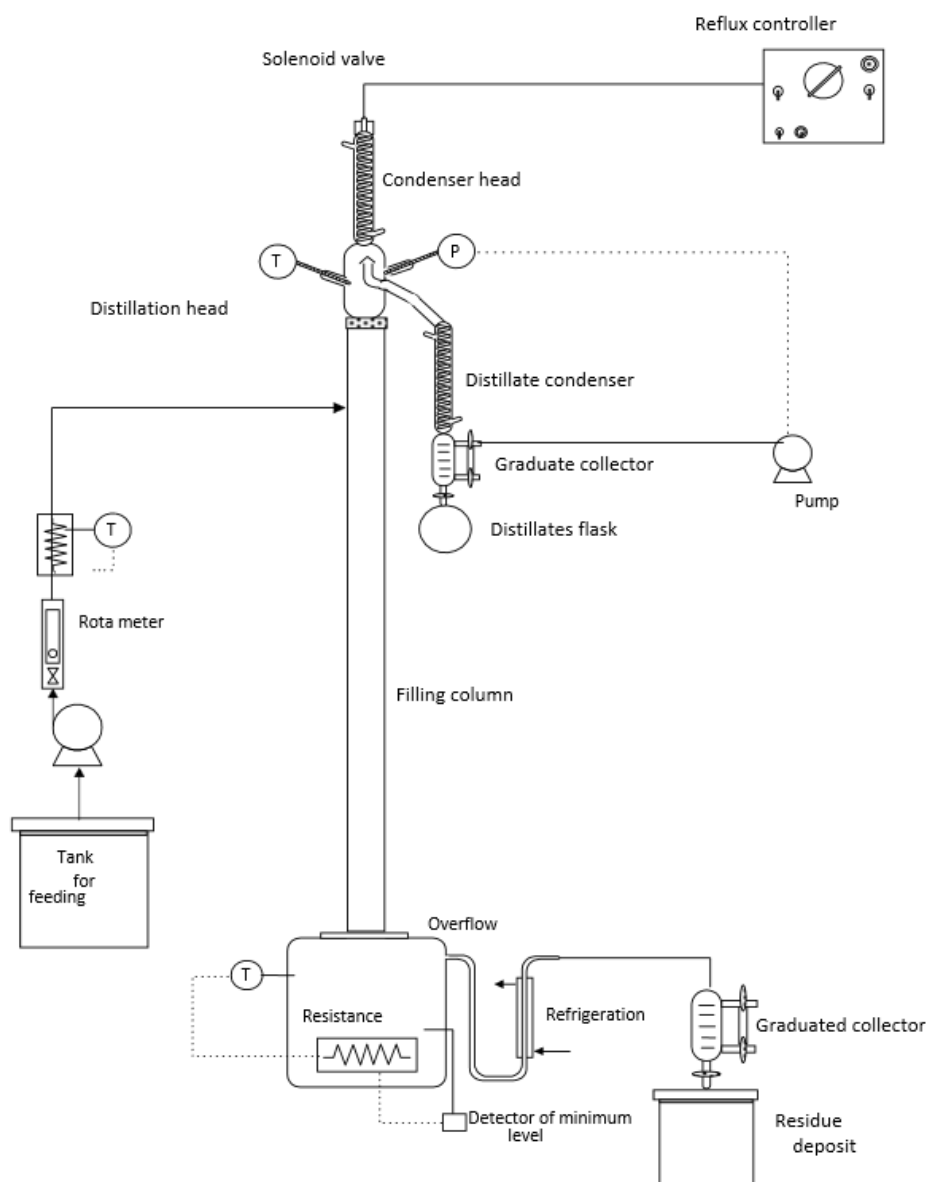 Reflux controller
Solenoid valve
Condenser head
T
P
Distillation head
Distillate condenser
Graduate collector
Pump
Distillates flask
T
Rota meter
Filling column
Tank
for
feeding
Overflow
T
Resistance
Refrigeration
Graduated collector
Detector of minimum
level
Residue
deposit